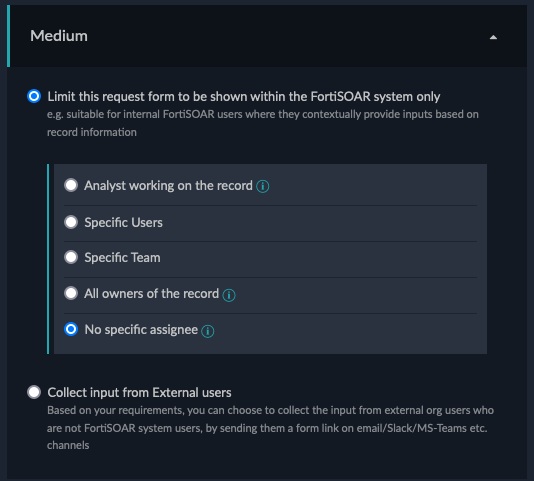 Medium
Limit this request form to be shown within the FortiSOAR system only
e.g. suitable for internal FortiSOAR users where they contextually provide inputs based on
record information
Analyst working on the record
Specific Users
Specific Team
All owners of the record
No specific assignee
Collect input from External users
Based on your requirements, you can choose to collect the input from external org users who
are not FortiSOAR system users, by sending them a form link on email/Slack/MS-Teams etc.
channels